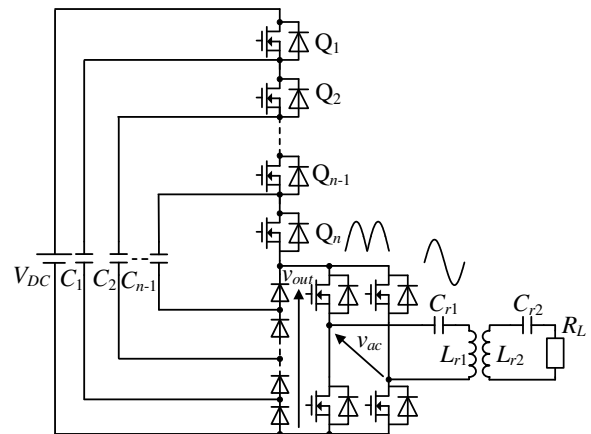 Q1
Q2
Qn-1
Qn
VDC
C1
C2
Cn-1
vout
vac
Cr1
Cr2
Lr1
Lr2
RL